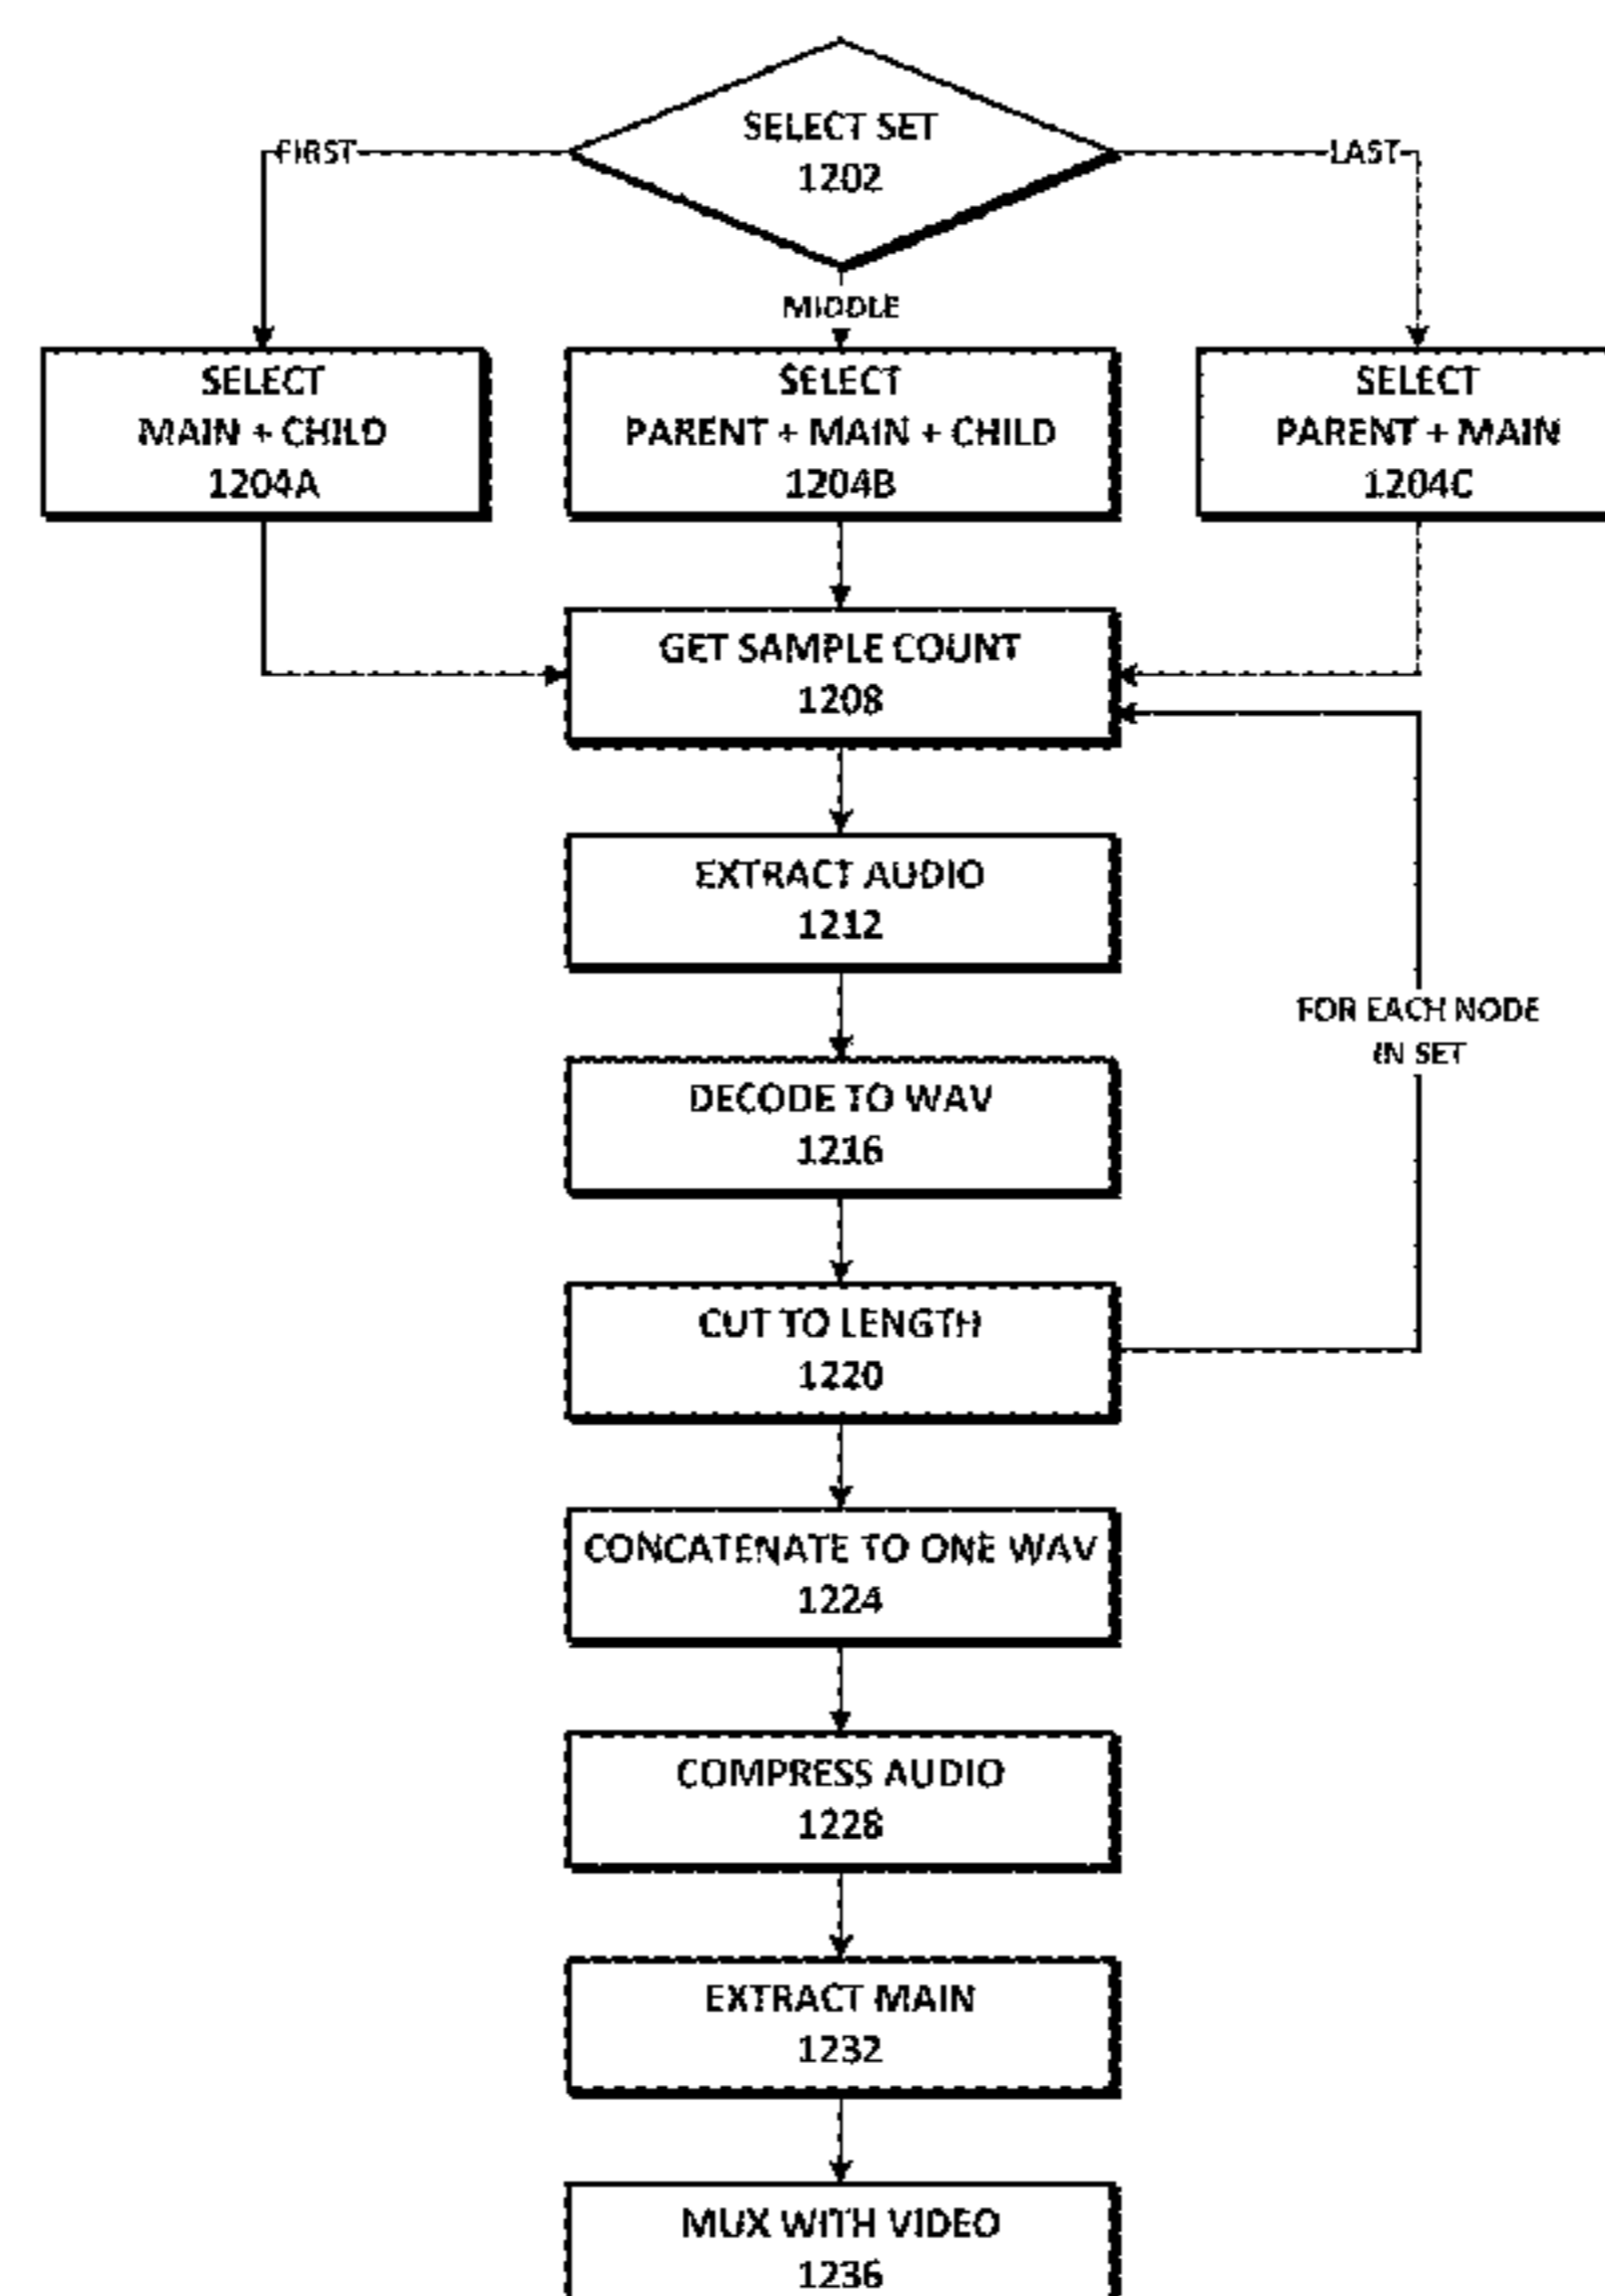 SELECT SET
1202
FIRST
LAST
MIDDLE
SELECT
MAIN + CHILD
1204A
SELECT
PARENT + MAIN + CHILD
1204B
SELECT
PARENT + MAIN
1204C
GET SAMPLE COUNT
1208
EXTRACT AUDIO
1212
DECODE TO WAV
1216
FOR EACH NODE
IN SET
CUT TO LENGTH
1220
CONCATENATE TO ONE WAV
1224
COMPRESS AUDIO
1228
EXTRACT MAIN
1232
MUX WITH VIDEO
1236